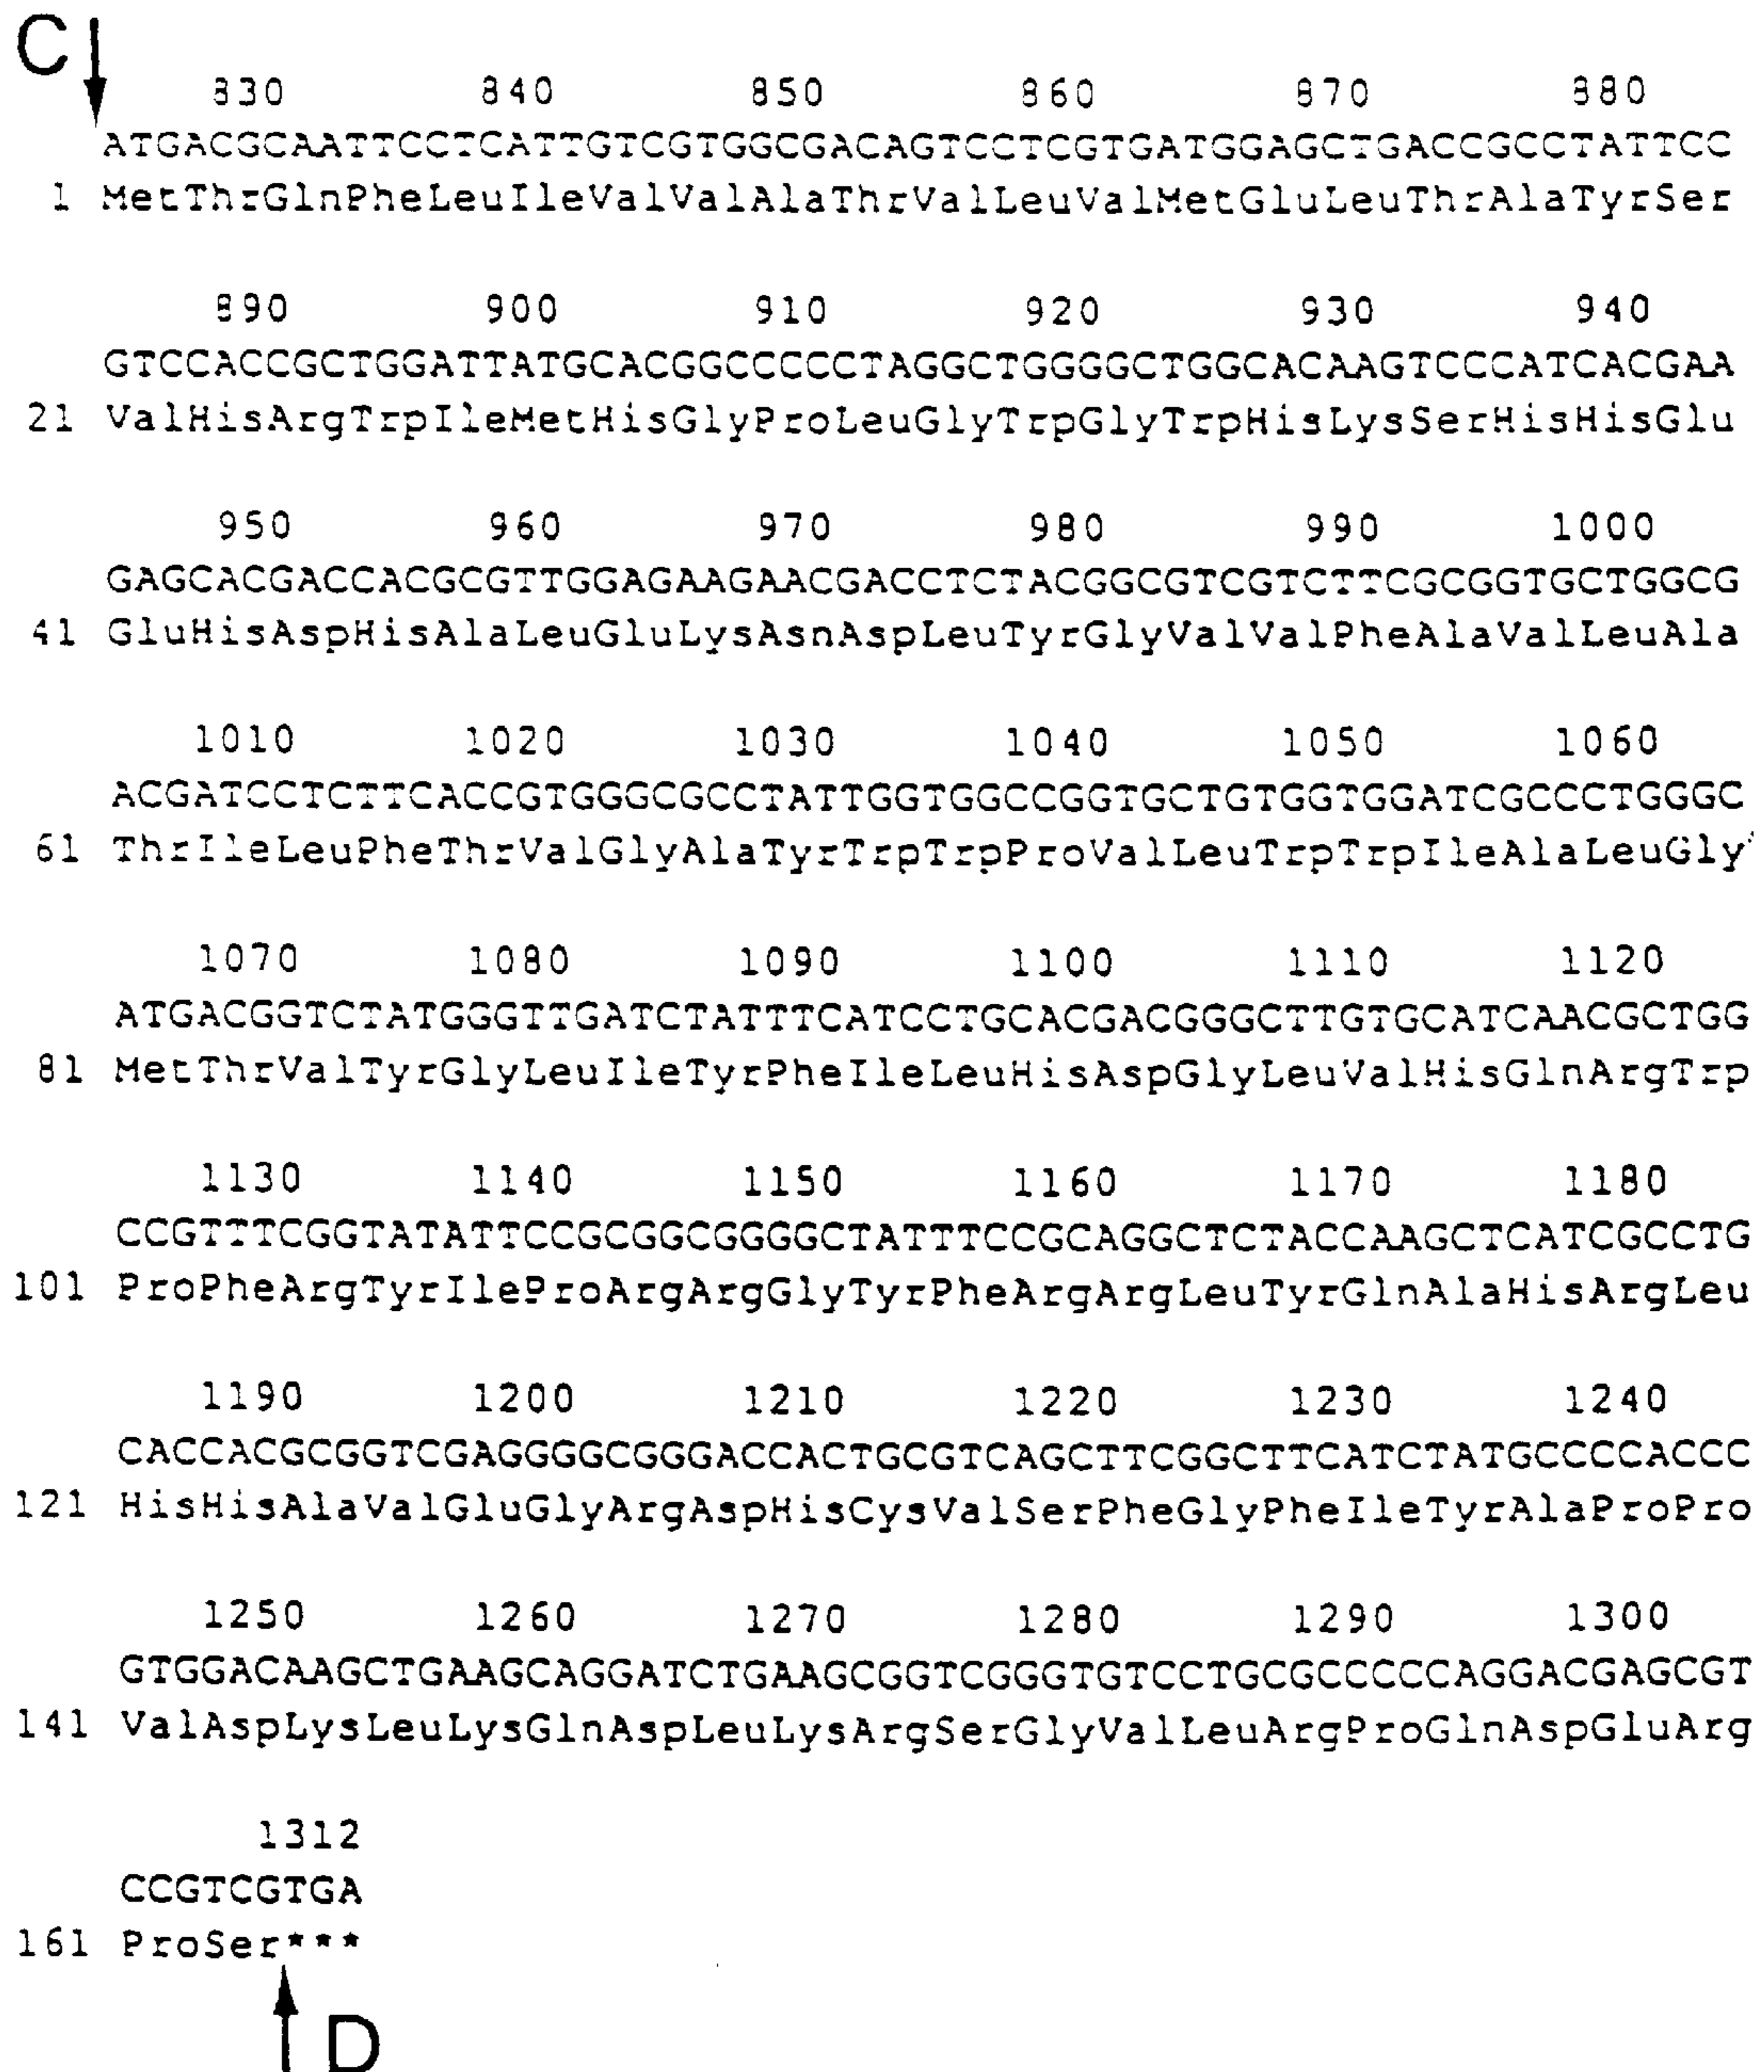 C
830 840 850 860 870 880
ATGACGCAATTCCTCATTGTCGTGGCGACAGTCCTCGTGATGGAGCTGACCGCCTATTCC
1 MetThrGlnPheLeuIleValValAlaThrValLeuValMetGluLeuThrAlaTyrSer
890 900 910 920 930 940
GTCCACCGCTGGATTATGCACGGCCCCCTAGGCTGGGGCTGGCACAAGTCCCATCACGAA
21 ValHisArgTrpIleMetHisGlyProLeuGlyTrpGlyTrpHisLysSerHisHisGlu
950 960 970 980 990 1000
GAGCACGACCACGCGTTGGAGAAGAACGACCTCTACGGCGTCGTCTTCGCGGTGCTGGCG
41 GluHisAspHisAlaLeuGluLysAsnAspLeuTyrGlyValValPheAlaValLeuAla
1010 1020 1030 1040 1050 1060
ACGATCCTCTTCACCGTGGGCGCCTATTGGTGGCCGGTGCTGTGGTGGATCGCCCTGGGC
61 ThrIleLeuPheThrValGlyAlaTyrTrpTrpProValLeuTrpTrpIleAlaLeuGly
1070 1080 1090 1100 1110 1120
ATGACGGTCTATGGGTTGATCTATTTCATCCTGCACGACGGGCTTGTGCATCAACGCTGG
81 MetThrValTyrGlyLeuIleTyrPheIleLeuHisAspGlyLeuValHisGlnArgTrp
1130 1140 1150 1160 1170 1180
CCGTTTCGGTATATTCCGCGGCGGGGCTATTTCCGCAGGCTCTACCAAGCTCATCGCCTG
101 ProPheArgTyrIleProArgArgGlyTyrPheArgArgLeuTyrGlnAlaHisArgLeu
1190 1200 1210 1220 1230 1240
CACCACGCGGTCGAGGGGCGGGACCACTGCGTCAGCTTCGGCTTCATCTATGCCCCACCC
121 HisHisAlaValGluGlyArgAspHisCysValSerPheGlyPheIleTyrAlaProPro
1250 1260 1270 1280 1290 1300
GTGGACAAGCTGAAGCAGGATCTGAAGCGGTCGGGTGTCCTGCGCCCCCAGGACGAGCGT
141 ValAspLysLeuLysGlnAspLeuLysArgSerGlyValLeuArgProGlnAspGluArg
1312
CCGTCGTGA
161 ProSer***
D